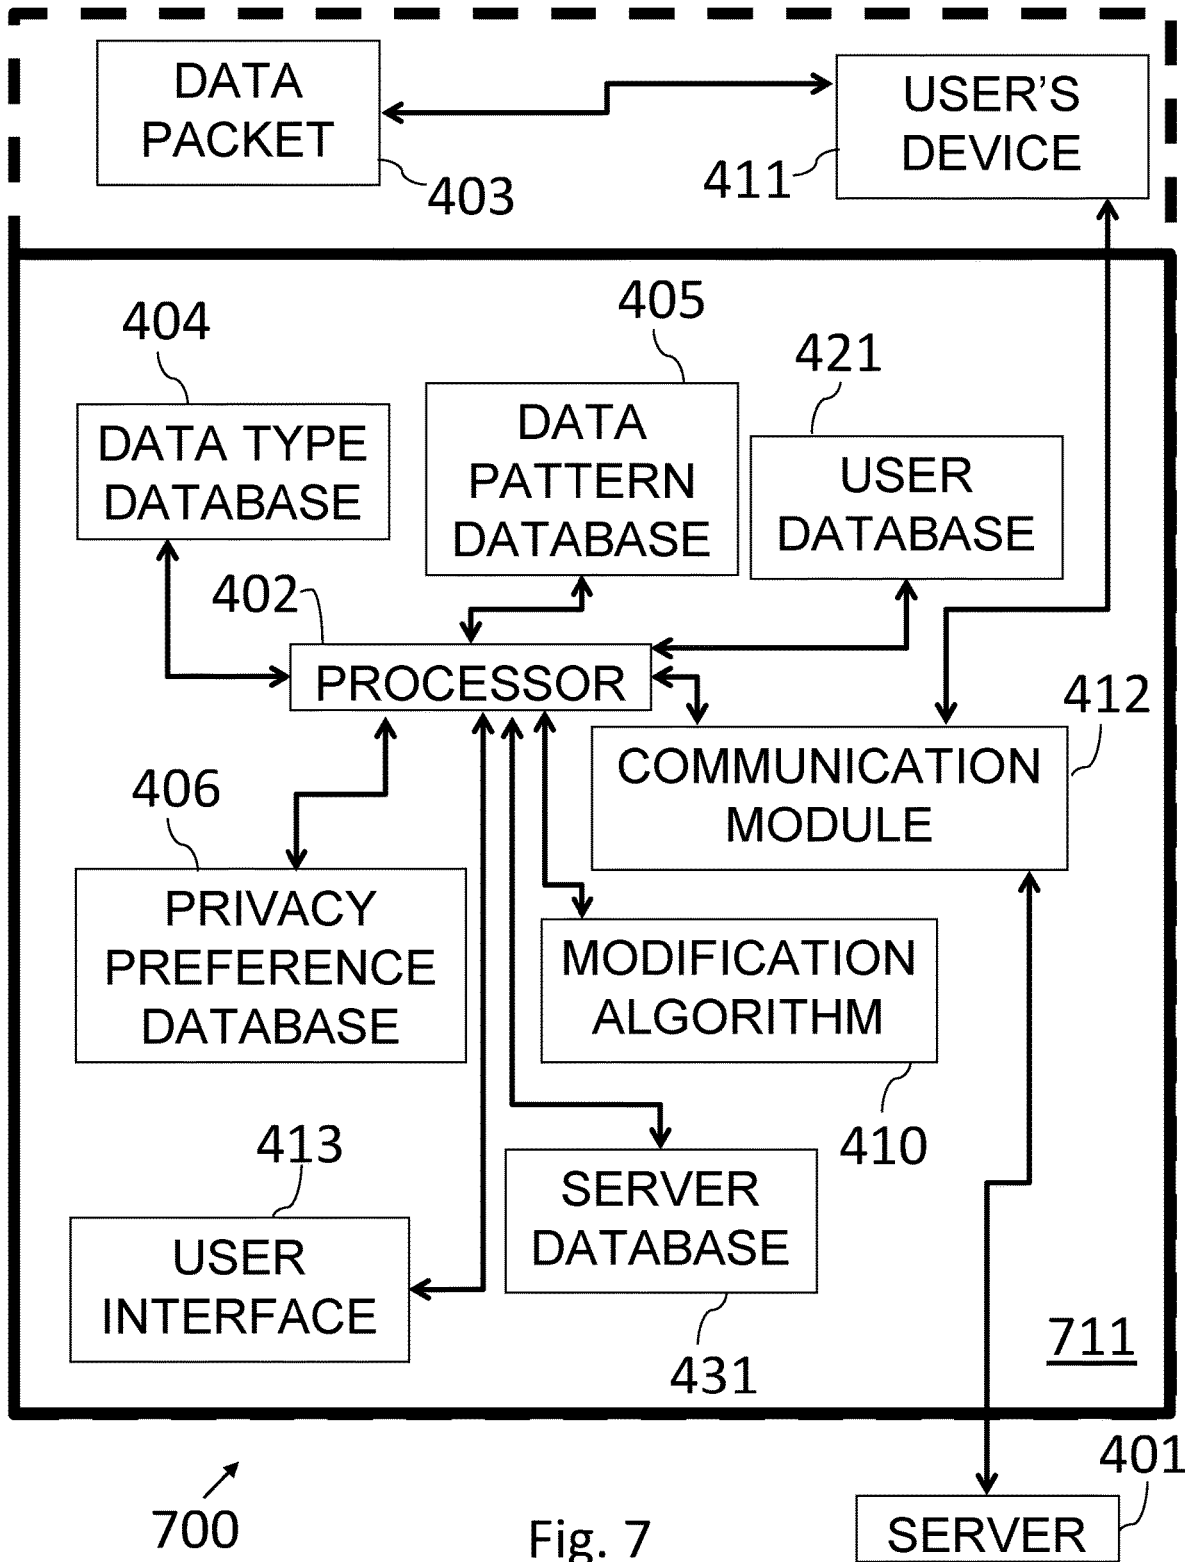 DATA
PACKET
403
USER'S
DEVICE
411
404
DATA TYPE
DATABASE
405
DATA
PATTERN
DATABASE
421
USER
DATABASE
402
PROCESSOR
412
COMMUNICATION
MODULE
406
PRIVACY
PREFERENCE
DATABASE
MODIFICATION
ALGORITHM
410
413
USER
INTERFACE
SERVER
DATABASE
431
711
401
SERVER
700
Fig. 7